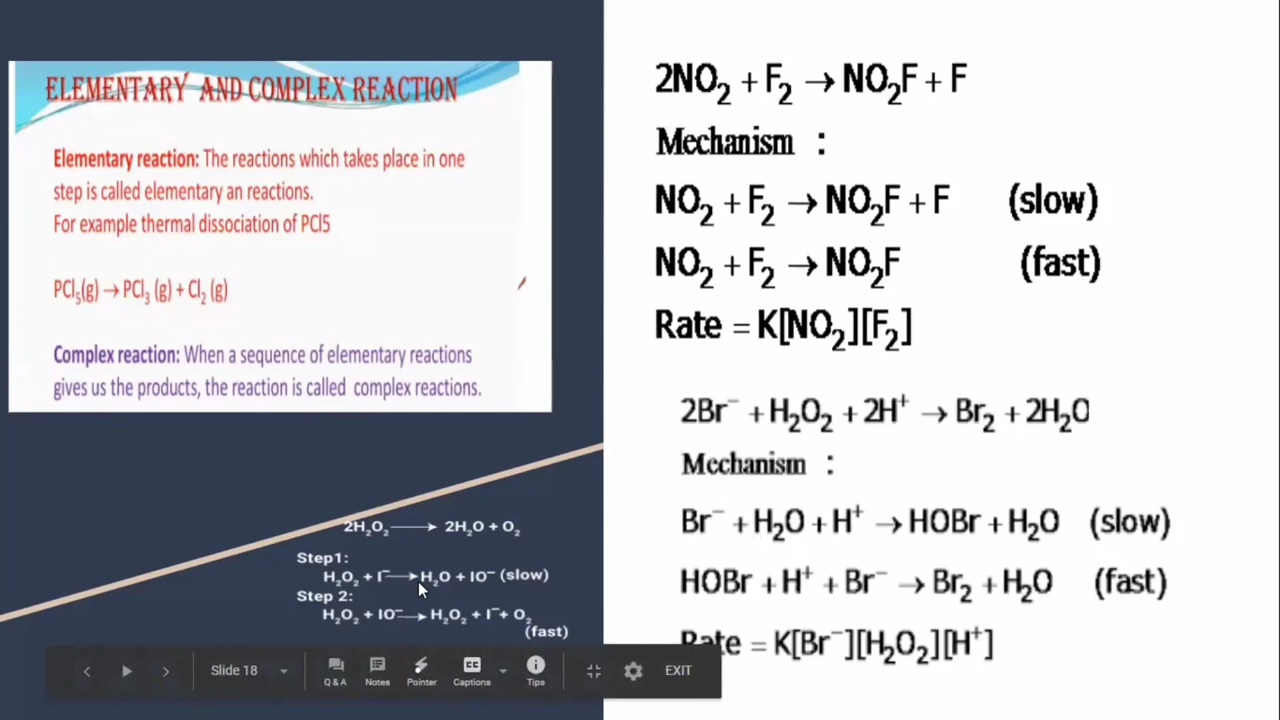 ELEMENTARY AND COMPLEX REACTION
Elementary reaction: The reactions which takes place in one
step is called elementary an reactions.
For example thermal dissociation of PCl5
PCl₅(g) → PCl₃ (g) + Cl₂ (g)
Complex reaction: When a sequence of elementary reactions
gives us the products, the reaction is called complex reactions.
2H₂O₂ ⟶ 2H₂O + O₂
Step1:
H₂O₂ + I⁻ ⟶ H₂O + IO⁻ (slow)
Step 2:
H₂O₂ + IO⁻ ⟶ H₂O₂ + I⁻ + O₂
(fast)
2NO₂ + F₂ → NO₂F + F
Mechanism :
NO₂ + F₂ → NO₂F + F (slow)
NO₂ + F₂ → NO₂F (fast)
Rate = K[NO₂][F₂]
2Br⁻ + H₂O₂ + 2H⁺ → Br₂ + 2H₂O
Mechanism :
Br⁻ + H₂O + H⁺ → HOBr + H₂O (slow)
HOBr + H⁺ + Br⁻ → Br₂ + H₂O (fast)
Rate = K[Br⁻][H₂O₂][H⁺]
Slide 18
Q & A
Notes
Pointer
Captions
Tips
EXIT